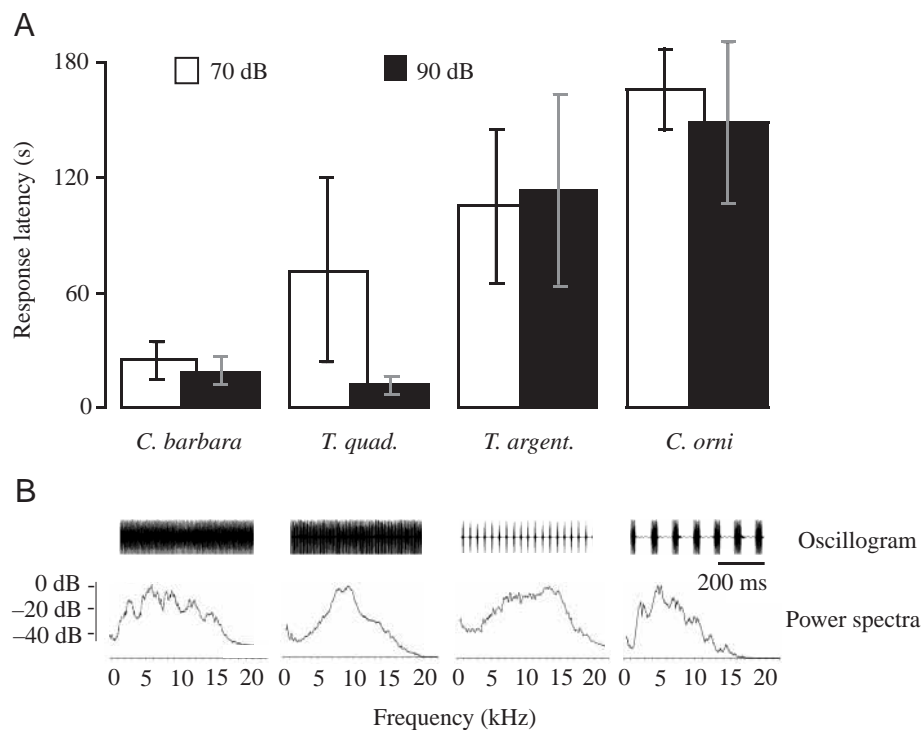 A
180
120
60
0
Response latency (s)
70 dB
90 dB
C. barbara
T. quad.
T. argent.
C. orni
B
Oscillogram
200 ms
0 dB
–20 dB
–40 dB
Power spectra
0 5 10 15 20 0 5 10 15 20 0 5 10 15 20 0 5 10 15 20
Frequency (kHz)